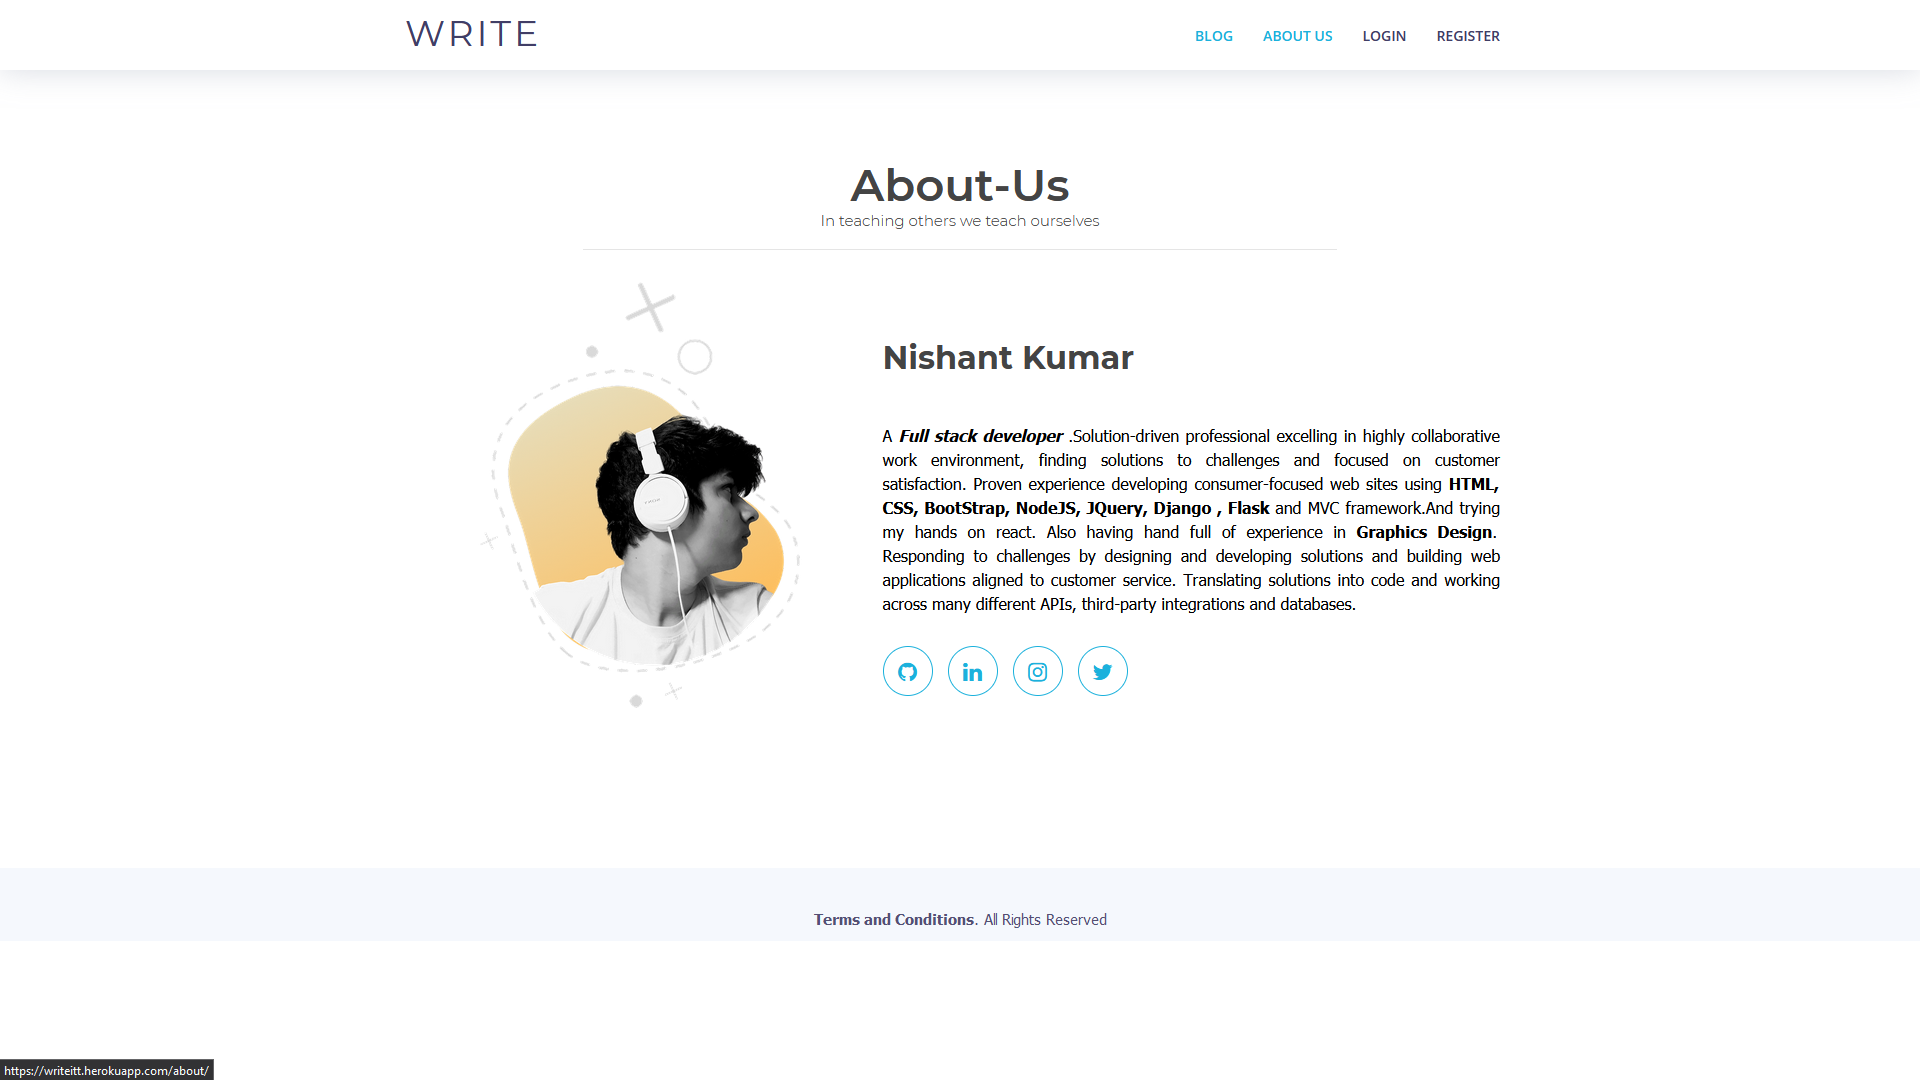 WRITE
BLOG ABOUT US LOGIN REGISTER
About-Us
In teaching others we teach ourselves
Nishant Kumar
A Full stack developer .Solution-driven professional excelling in highly collaborative
work environment, finding solutions to challenges and focused on customer
satisfaction. Proven experience developing consumer-focused web sites using HTML,
CSS, BootStrap, NodeJS, JQuery, Django , Flask and MVC framework.And trying
my hands on react. Also having hand full of experience in Graphics Design.
Responding to challenges by designing and developing solutions and building web
applications aligned to customer service. Translating solutions into code and working
across many different APIs, third-party integrations and databases.
in
Terms and Conditions. All Rights Reserved
https://writeitt.herokuapp.com/about/